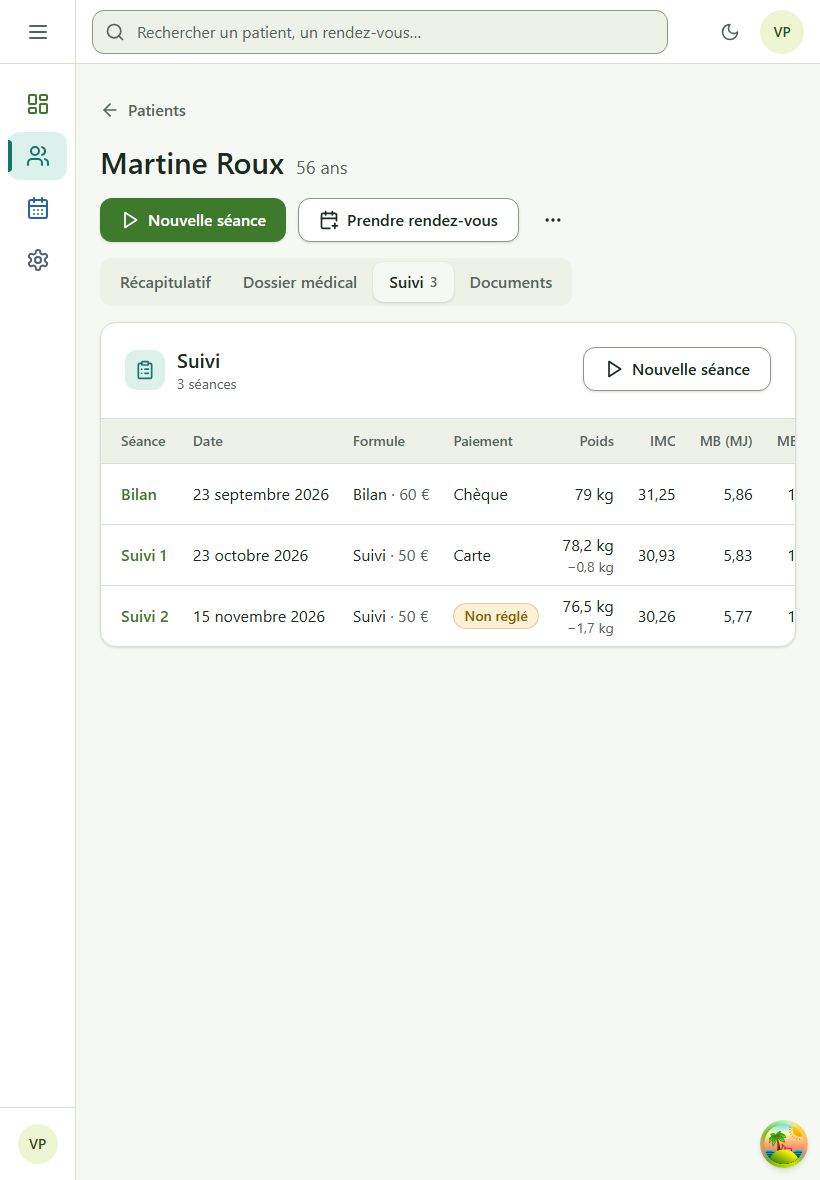 Rechercher un patient, un rendez-vous...
VP
Patients
Martine Roux 56 ans
Nouvelle séance
Prendre rendez-vous
Récapitulatif
Dossier médical
Suivi 3
Documents
Suivi
3 séances
Nouvelle séance
Séance Date Formule Paiement Poids IMC MB (MJ)
Bilan 23 septembre 2026 Bilan · 60 € Chèque 79 kg 31,25 5,86
Suivi 1 23 octobre 2026 Suivi · 50 € Carte 78,2 kg 30,93 5,83
−0,8 kg
Suivi 2 15 novembre 2026 Suivi · 50 € Non réglé 76,5 kg 30,26 5,77
−1,7 kg
VP